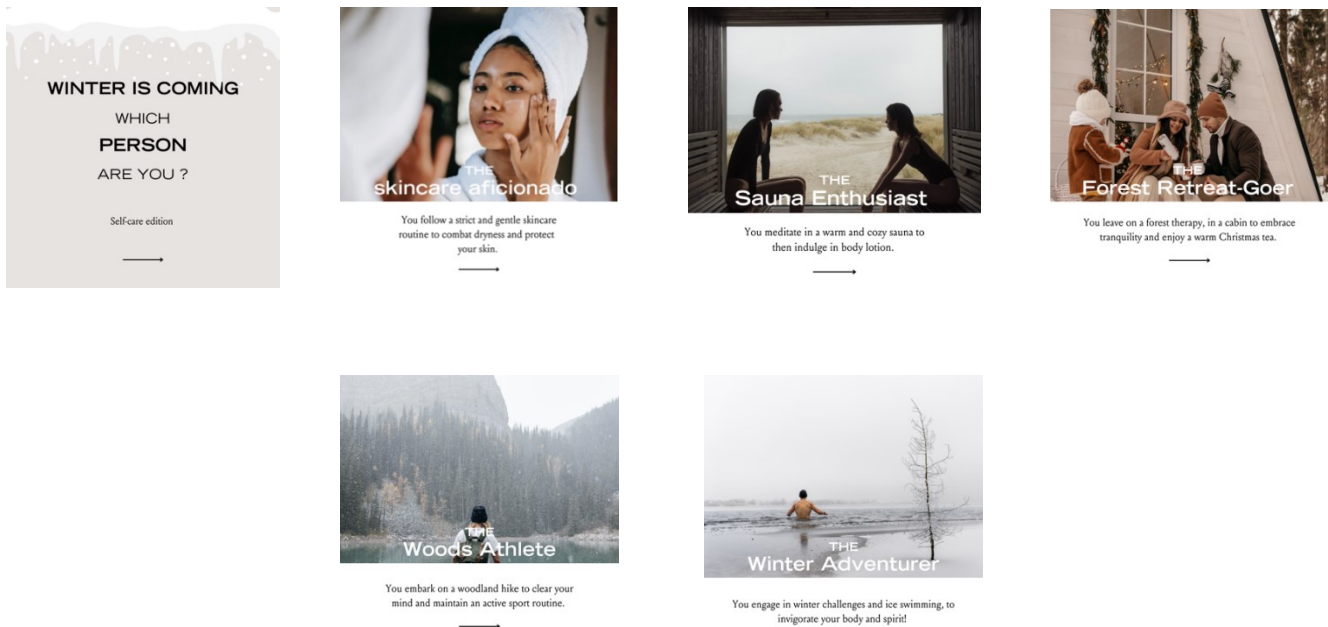 WINTER IS COMING
WHICH
PERSON
ARE YOU ?
Self-care edition
THE
skincare aficionado
You follow a strict and gentle skincare
routine to combat dryness and protect
your skin.
THE
Sauna Enthusiast
You meditate in a warm and cozy sauna to
then indulge in body lotion.
THE
Forest Retreat-Goer
You leave on a forest therapy, in a cabin to embrace
tranquility and enjoy a warm Christmas tea.
THE
Woods Athlete
You embark on a woodland hike to clear your
mind and maintain an active sport routine.
THE
Winter Adventurer
You engage in winter challenges and ice swimming, to
invigorate your body and spirit!